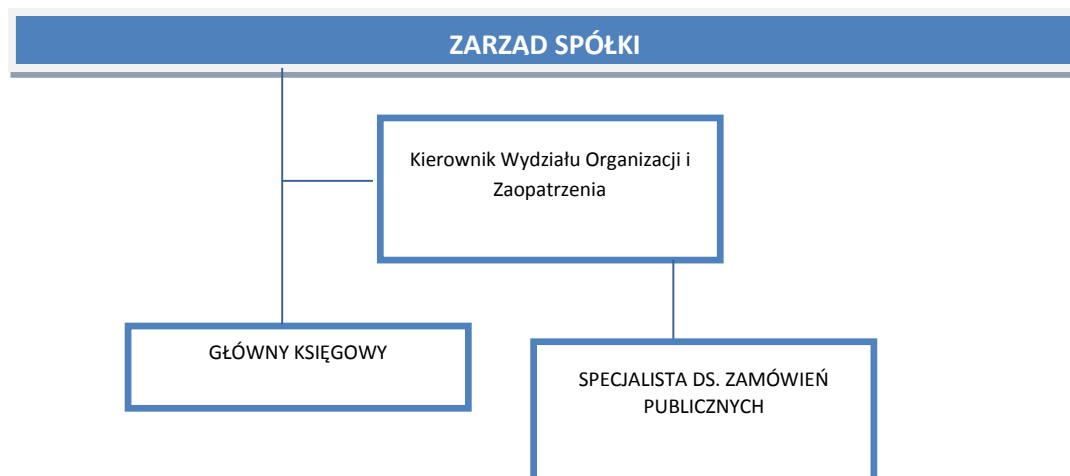 ZARZĄD SPÓŁKI
Kierownik Wydziału Organizacji i
Zaopatrzenia
GŁÓWNY KSIĘGOWY
SPECJALISTA DS. ZAMÓWIEŃ
PUBLICZNYCH